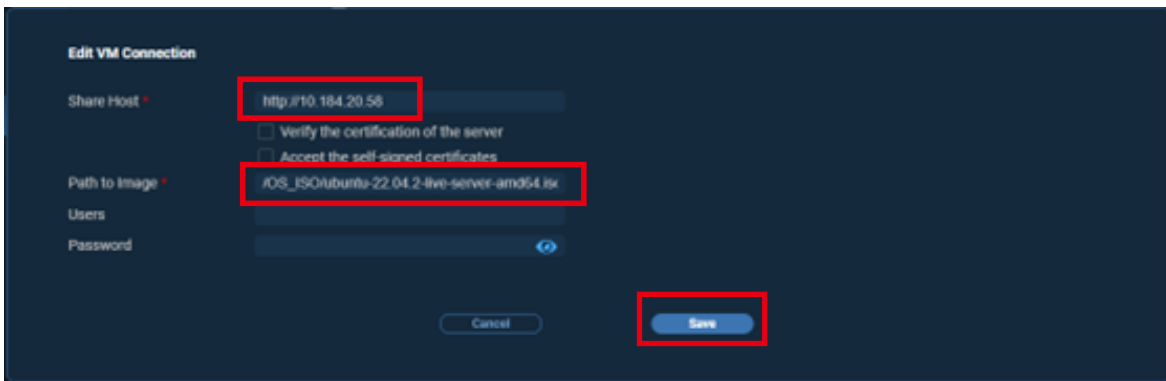 Edit VM Connection
Share Host * http://10.184.20.58
Verify the certification of the server
Accept the self-signed certificates
Path to Image * /OS_ISO/ubuntu-22.04.2-live-server-amd64.iso
Users
Password
Cancel Save